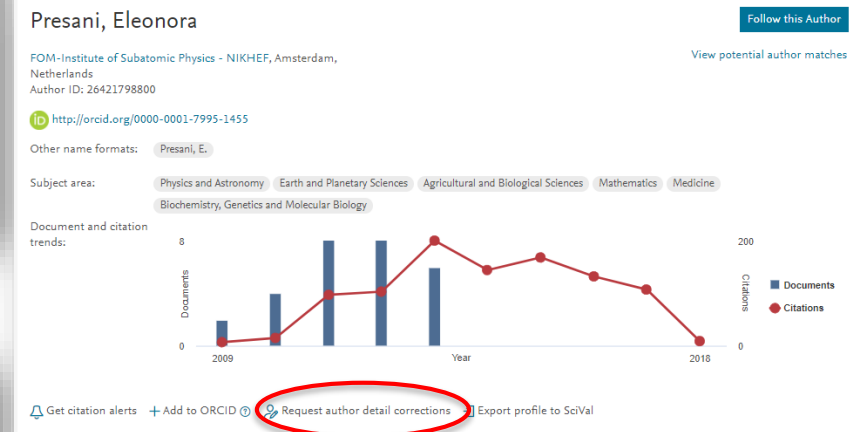 Presani, Eleonora
Follow this Author
FOM-Institute of Subatomic Physics - NIKHEF, Amsterdam,
Netherlands
View potential author matches
Author ID: 26421798800
iD http://orcid.org/0000-0001-7995-1455
Other name formats: Presani, E.
Subject area: Physics and Astronomy Earth and Planetary Sciences Agricultural and Biological Sciences Mathematics Medicine
Biochemistry, Genetics and Molecular Biology
Document and citation
trends:
8
200
Documents
Citations
0
0
2009
Year
2018
Documents
Citations
Get citation alerts + Add to ORCID ? Request author detail corrections Export profile to SciVal